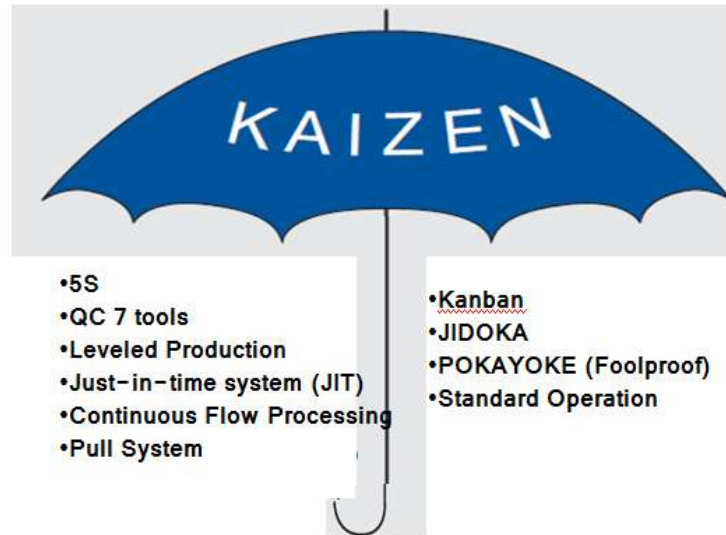 KAIZEN
•5S
•QC 7 tools
•Leveled Production
•Just-in-time system (JIT)
•Continuous Flow Processing
•Pull System
•Kanban
•JIDOKA
•POKAYOKE (Foolproof)
•Standard Operation